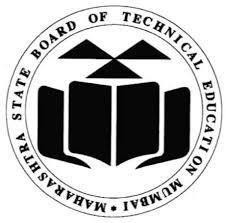 MAHARASHTRA STATE BOARD OF TECHNICAL EDUCATION MUMBAI *